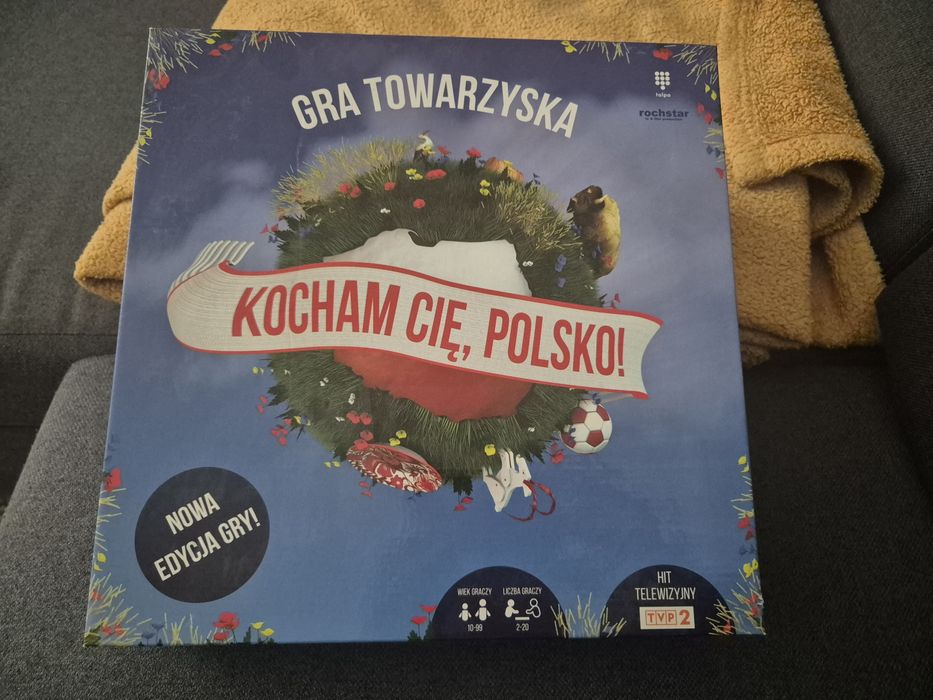 GRA TOWARZYSKA
talpa
rochstar
KOCHAM CIĘ, POLSKO!
NOWA
EDYCJA GRY!
WIEK GRACZY
10-99
LICZBA GRACZY
2-20
HIT
TELEWIZYJNY
TVP2